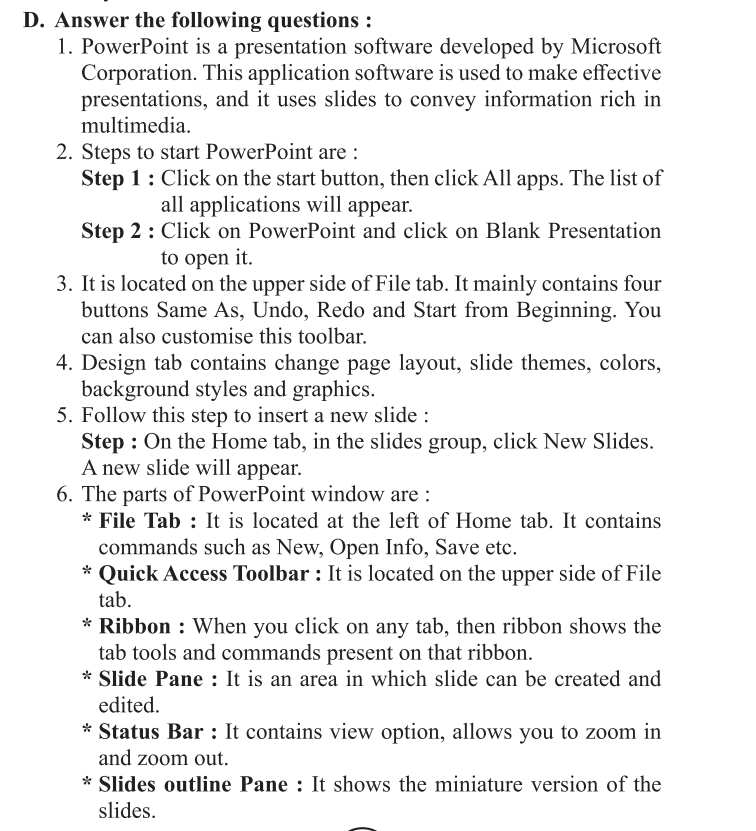 D. Answer the following questions :
1. PowerPoint is a presentation software developed by Microsoft
Corporation. This application software is used to make effective
presentations, and it uses slides to convey information rich in
multimedia.
2. Steps to start PowerPoint are :
Step 1 : Click on the start button, then click All apps. The list of
all applications will appear.
Step 2 : Click on PowerPoint and click on Blank Presentation
to open it.
3. It is located on the upper side of File tab. It mainly contains four
buttons Same As, Undo, Redo and Start from Beginning. You
can also customise this toolbar.
4. Design tab contains change page layout, slide themes, colors,
background styles and graphics.
5. Follow this step to insert a new slide :
Step : On the Home tab, in the slides group, click New Slides.
A new slide will appear.
6. The parts of PowerPoint window are :
* File Tab : It is located at the left of Home tab. It contains
commands such as New, Open Info, Save etc.
* Quick Access Toolbar : It is located on the upper side of File
tab.
* Ribbon : When you click on any tab, then ribbon shows the
tab tools and commands present on that ribbon.
* Slide Pane : It is an area in which slide can be created and
edited.
* Status Bar : It contains view option, allows you to zoom in
and zoom out.
* Slides outline Pane : It shows the miniature version of the
slides.